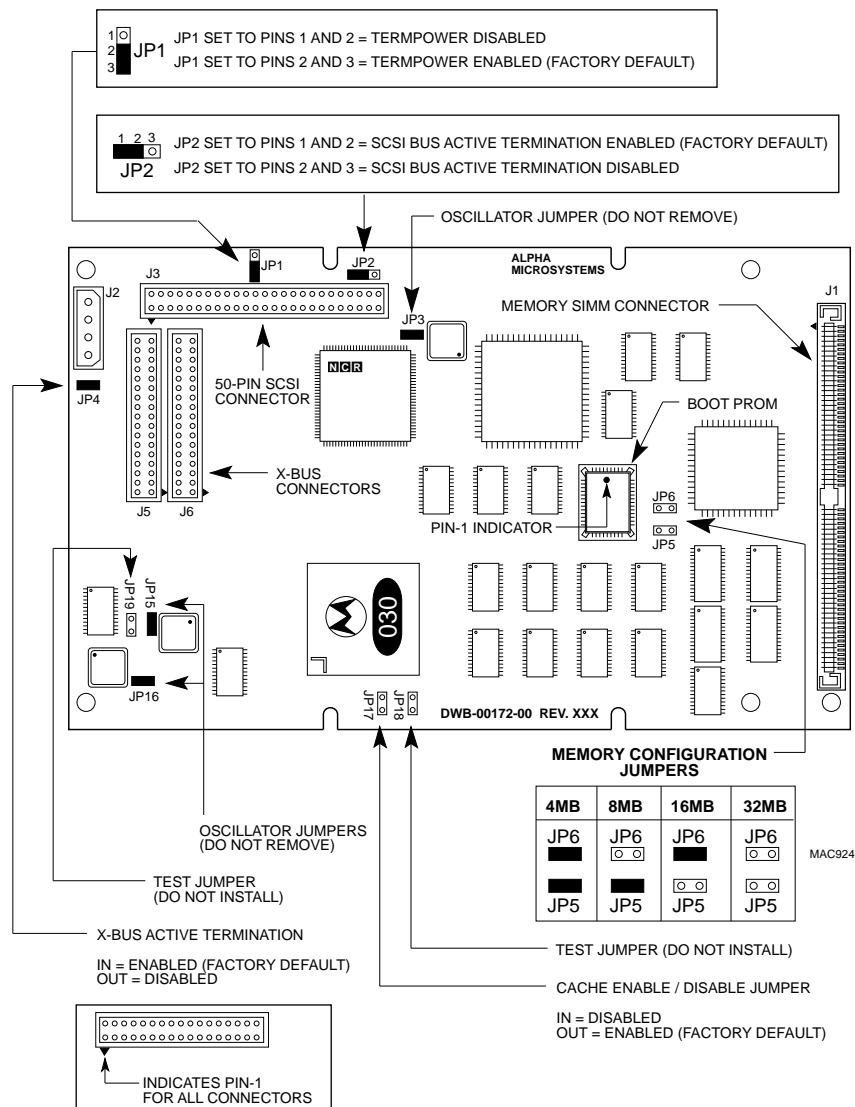 1
2
3
JP1
JP1 SET TO PINS 1 AND 2 = TERMPOWER DISABLED
JP1 SET TO PINS 2 AND 3 = TERMPOWER ENABLED (FACTORY DEFAULT)
1 2 3
JP2
JP2 SET TO PINS 1 AND 2 = SCSI BUS ACTIVE TERMINATION ENABLED (FACTORY DEFAULT)
JP2 SET TO PINS 2 AND 3 = SCSI BUS ACTIVE TERMINATION DISABLED
OSCILLATOR JUMPER (DO NOT REMOVE)
ALPHA
MICROSYSTEMS
J3
JP1
JP2
J2
J1
MEMORY SIMM CONNECTOR
JP3
NCR
50-PIN SCSI
CONNECTOR
JP4
BOOT PROM
X-BUS
CONNECTORS
J5
J6
JP6
PIN-1 INDICATOR
JP5
JP19
JP15
030
JP16
JP17
JP18
DWB-00172-00 REV. XXX
MEMORY CONFIGURATION
JUMPERS
4MB 8MB 16MB 32MB
JP6 JP6 JP6 JP6
JP5 JP5 JP5 JP5
MAC924
OSCILLATOR JUMPERS
(DO NOT REMOVE)
TEST JUMPER
(DO NOT INSTALL)
X-BUS ACTIVE TERMINATION
IN = ENABLED (FACTORY DEFAULT)
OUT = DISABLED
TEST JUMPER (DO NOT INSTALL)
CACHE ENABLE / DISABLE JUMPER
IN = DISABLED
OUT = ENABLED (FACTORY DEFAULT)
INDICATES PIN-1
FOR ALL CONNECTORS